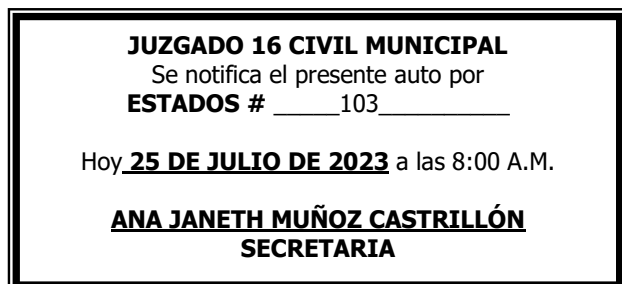 JUZGADO 16 CIVIL MUNICIPAL
Se notifica el presente auto por
ESTADOS # _____103__________
Hoy 25 DE JULIO DE 2023 a las 8:00 A.M.
ANA JANETH MUÑOZ CASTRILLÓN
SECRETARIA